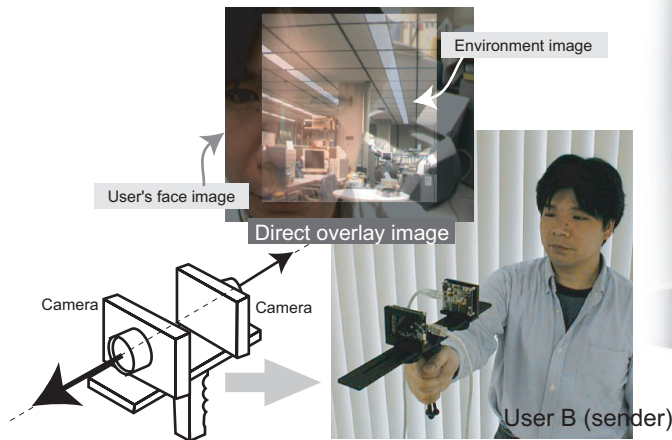 Environment image
User's face image
Direct overlay image
Camera
Camera
User B (sender)